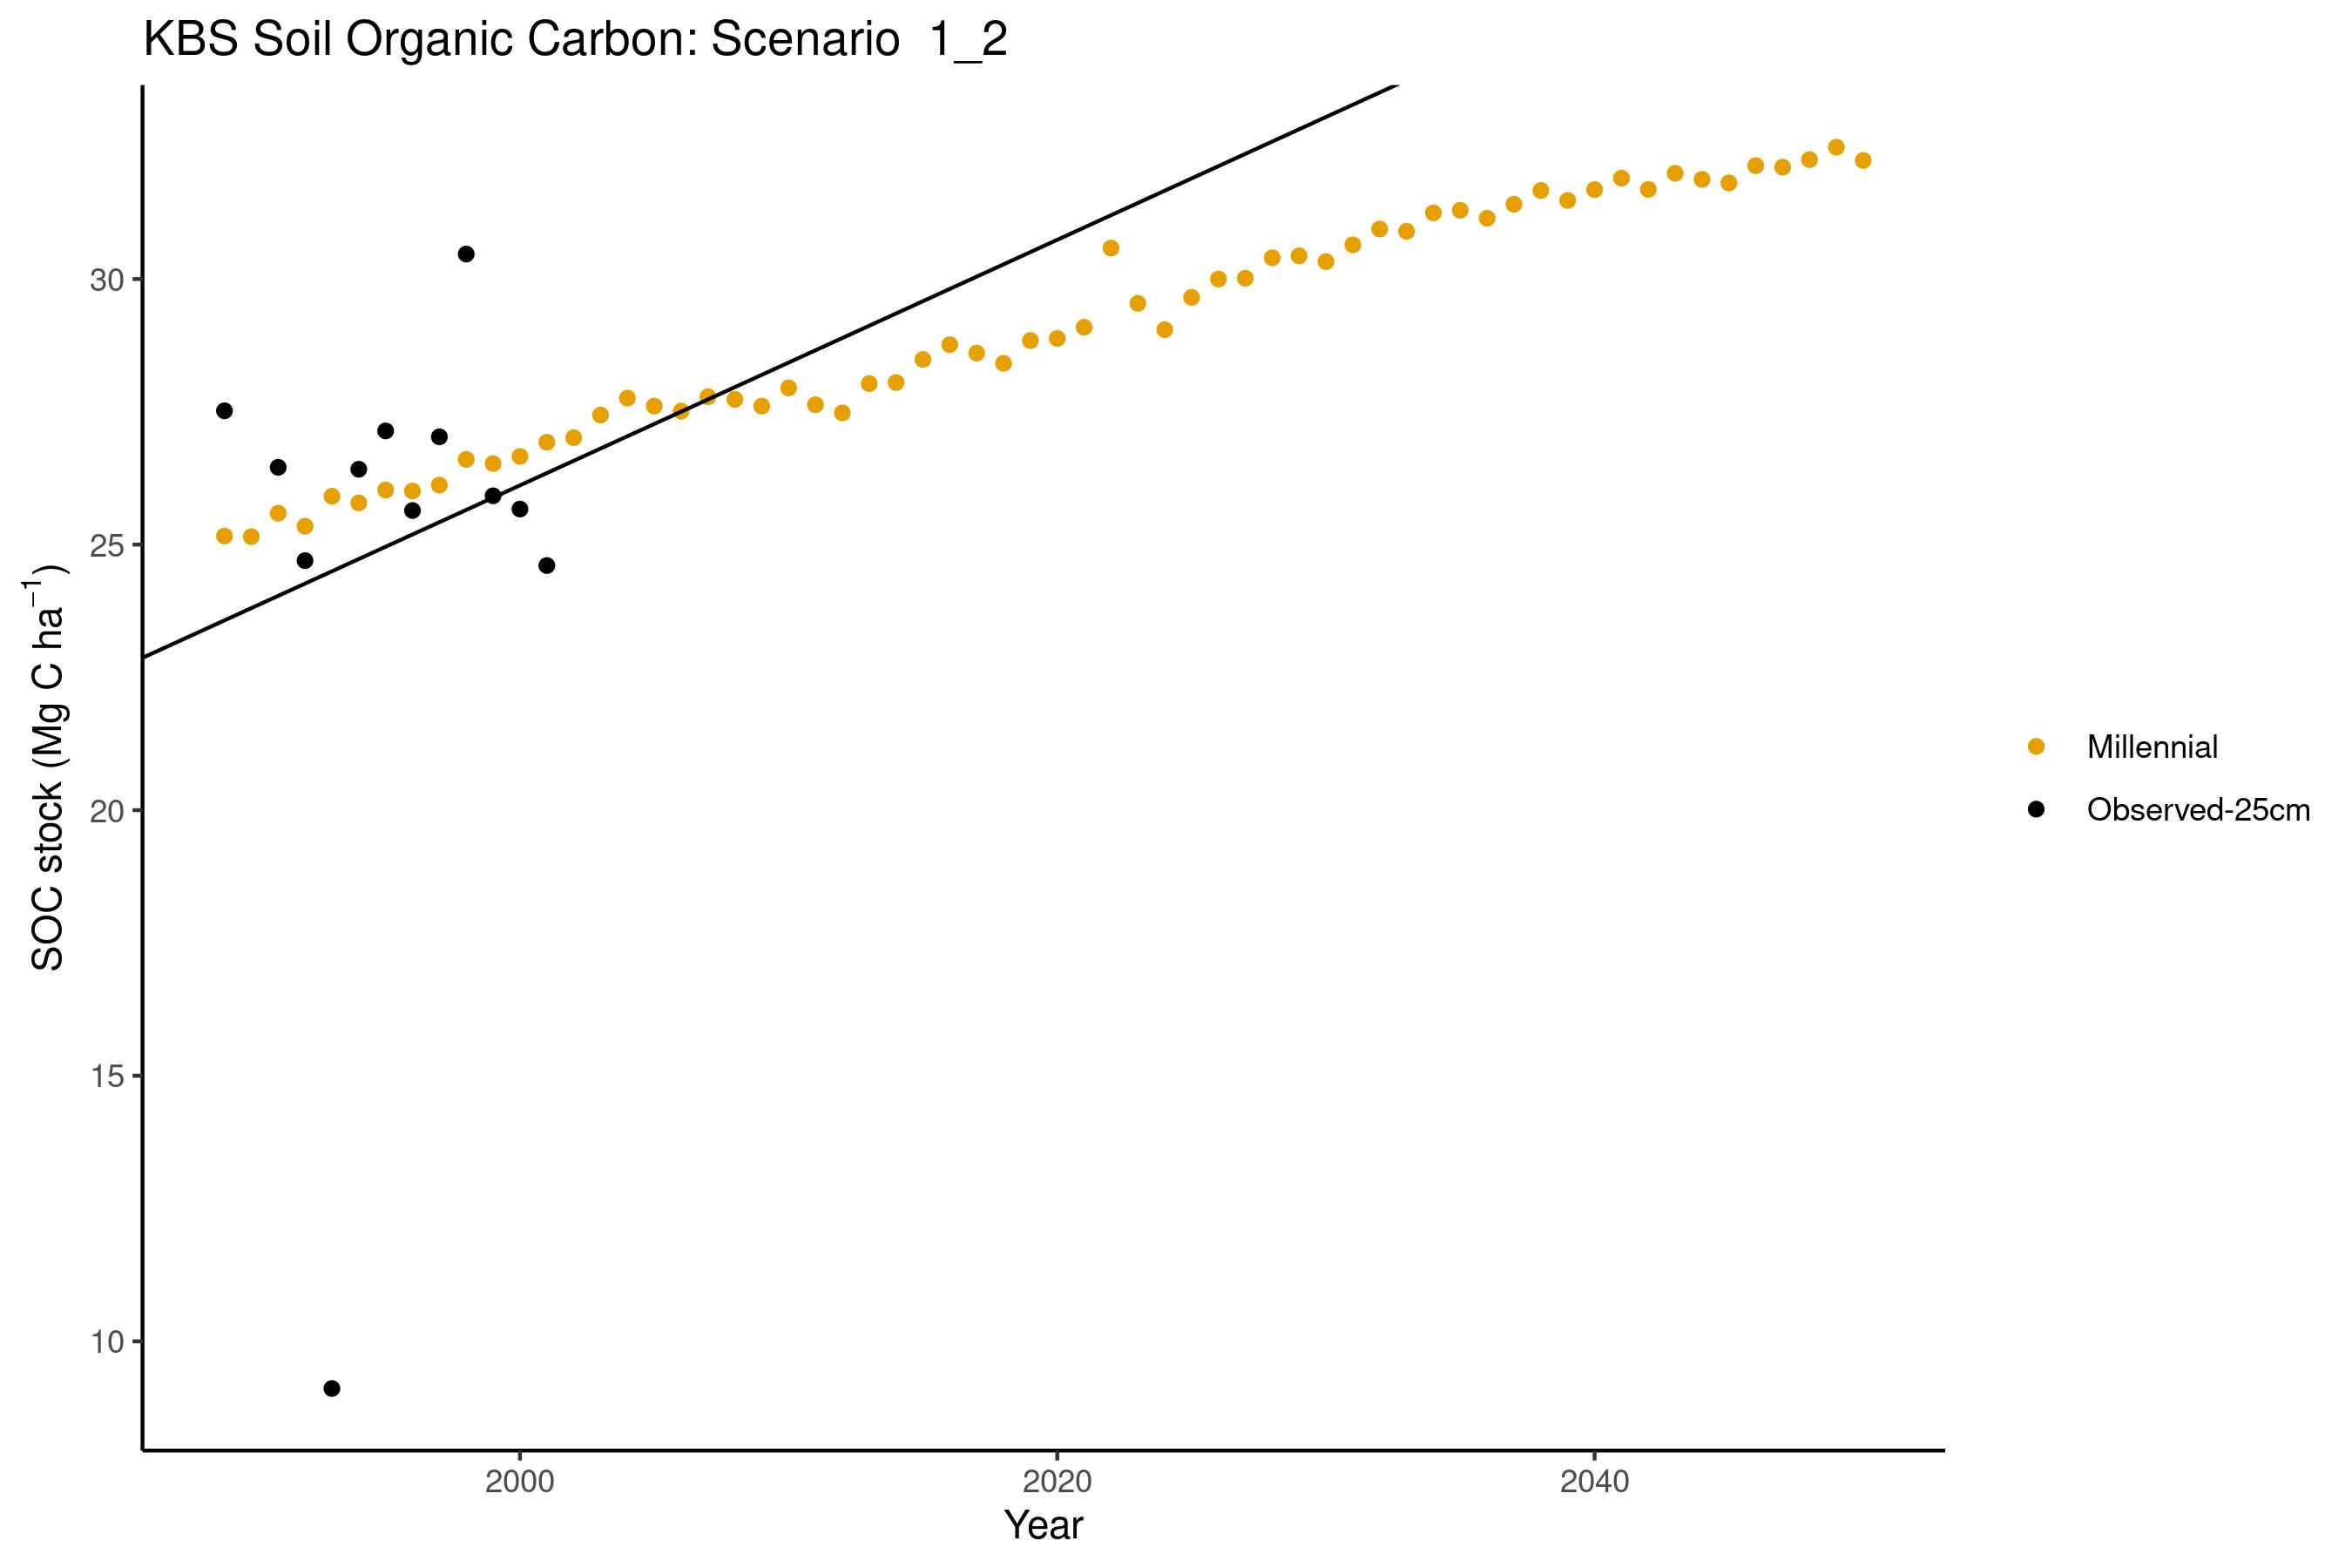 KBS Soil Organic Carbon: Scenario  1_2
SOC stock (Mg C ha⁻¹)
30
25
20
15
10
2000
2020
2040
Year
Millennial
Observed-25cm